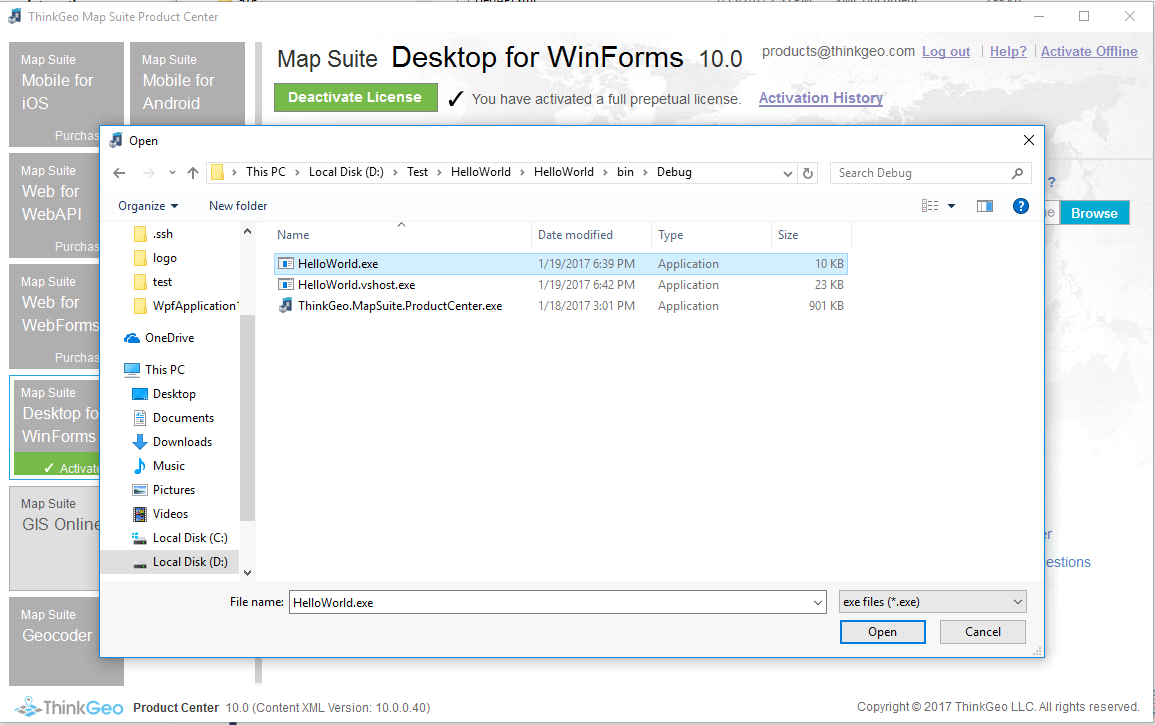 ThinkGeo Map Suite Product Center
Map Suite
Mobile for
iOS
Purchas
Map Suite
Mobile for
Android
Map Suite Desktop for WinForms 10.0
products@thinkgeo.com Log out | Help? | Activate Offline
Deactivate License ✓ You have activated a full prepetual license. Activation History
Map Suite
Web for
WebAPI
Purchas
Map Suite
Web for
WebForms
Purchas
Map Suite
Desktop fo
WinForms
✓ Activate
Map Suite
GIS Online
Map Suite
Geocoder
?
Browse
estions
Open
This PC > Local Disk (D:) > Test > HelloWorld > HelloWorld > bin > Debug
Search Debug
Organize New folder
?
.ssh
logo
test
WpfApplication1
OneDrive
This PC
Desktop
Documents
Downloads
Music
Pictures
Videos
Local Disk (C:)
Local Disk (D:)
Name Date modified Type Size
HelloWorld.exe 1/19/2017 6:39 PM Application 10 KB
HelloWorld.vshost.exe 1/19/2017 6:42 PM Application 23 KB
ThinkGeo.MapSuite.ProductCenter.exe 1/18/2017 3:01 PM Application 901 KB
File name: HelloWorld.exe exe files (*.exe)
Open Cancel
ThinkGeo Product Center 10.0 (Content XML Version: 10.0.0.40)
Copyright © 2017 ThinkGeo LLC. All rights reserved.